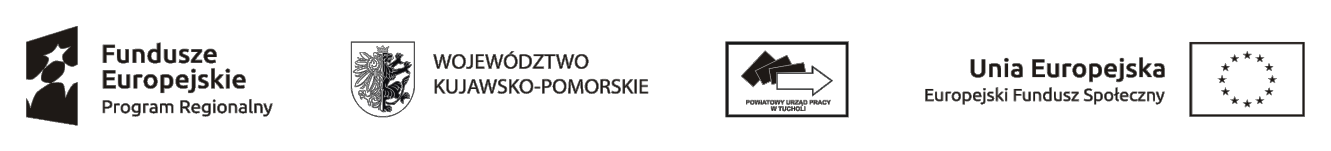 Fundusze
Europejskie
Program Regionalny
WOJEWÓDZTWO
KUJAWSKO-POMORSKIE
POWIATOWY URZĄD PRACY
W TUCHOLI
Unia Europejska
Europejski Fundusz Społeczny